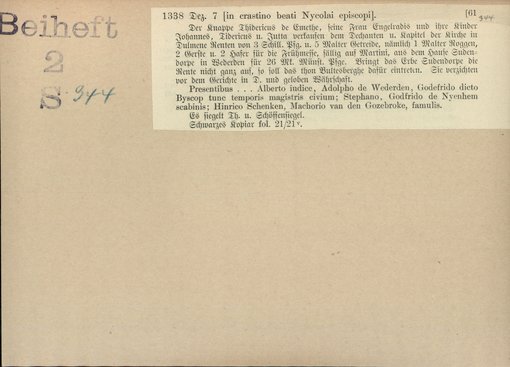 Beiheft
2
S 344
1338 Dez. 7 [in crastino beati Nycolai episcopi]. [61
344
Der Knappe Thidericus de Emethe, seine Frau Engelradis und ihre Kinder
Johannes, Tidericus u. Jutta verkaufen dem Dechanten u. Kapitel der Kirche in
Dulmene Renten von 3 Schill. Pfg. u. 5 Malter Getreide, nämlich 1 Malter Roggen,
2 Gerste u. 2 Hafer für die Frühmesse, fällig auf Martini, aus dem Hause Suden-
dorpe in Wederden für 26 Mk. Münst. Pfge. Bringt das Erbe Sudendorpe die
Rente nicht ganz auf, so soll das thon Bultesberghe dafür eintreten. Sie verzichten
vor dem Gerichte in D. und geloben Währschaft.
Presentibus . . . Alberto iudice, Adolpho de Wederden, Godefrido dicto
Byscop tunc temporis magistris civium; Stephano, Godfrido de Nyenhem
scabinis; Hinrico Schenken, Machorio van den Gozebroke, famulis.
Es siegelt Th. u. Schöffensiegel.
Schwarzes Kopiar fol. 21/21v.